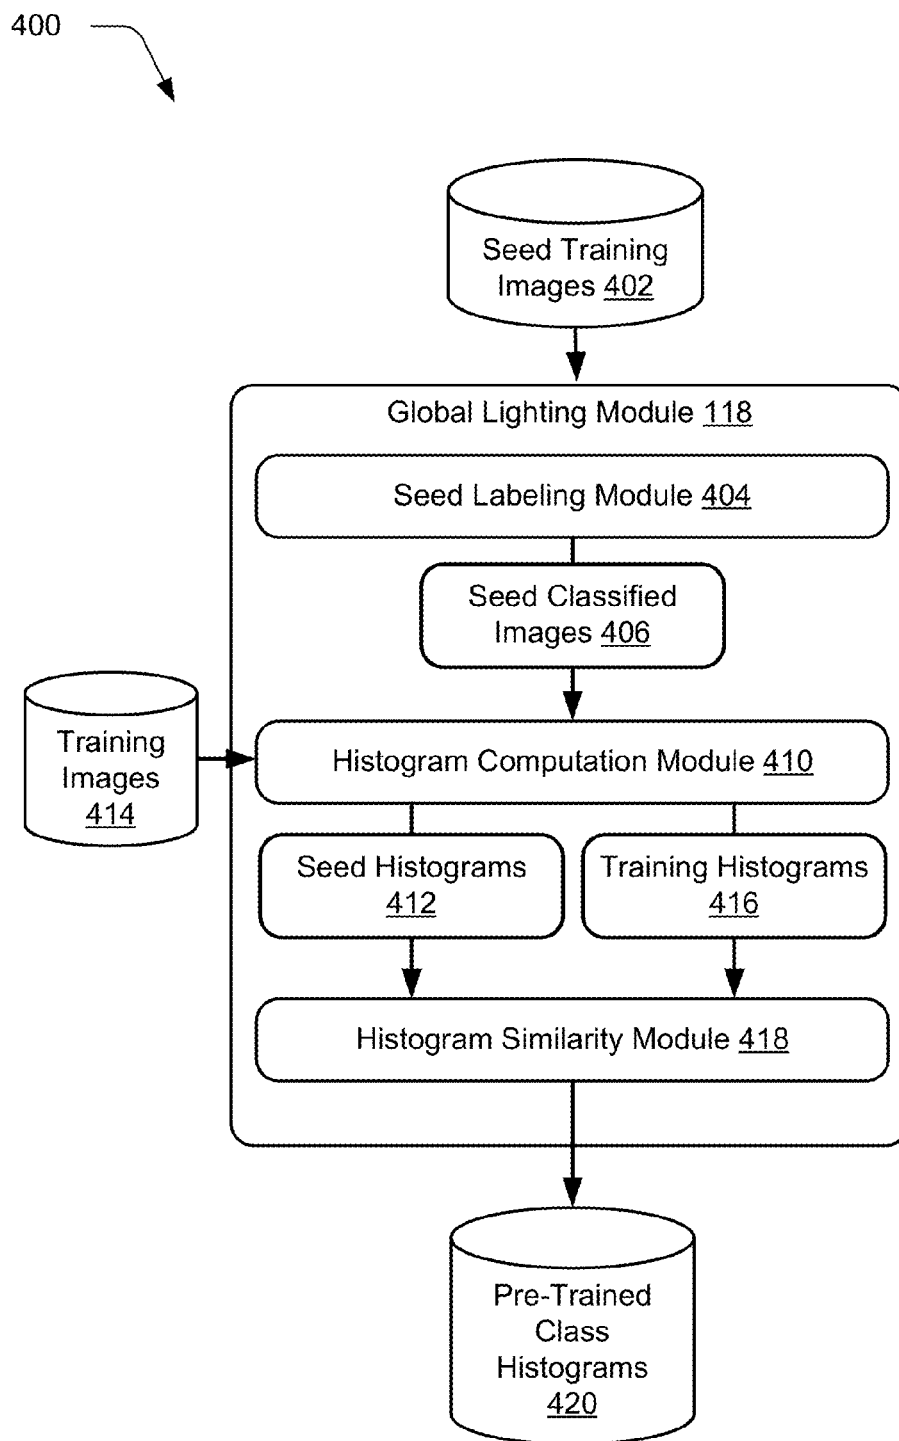 400
Seed Training
Images 402
Global Lighting Module 118
Seed Labeling Module 404
Seed Classified
Images 406
Training
Images
414
Histogram Computation Module 410
Seed Histograms
412
Training Histograms
416
Histogram Similarity Module 418
Pre-Trained
Class
Histograms
420